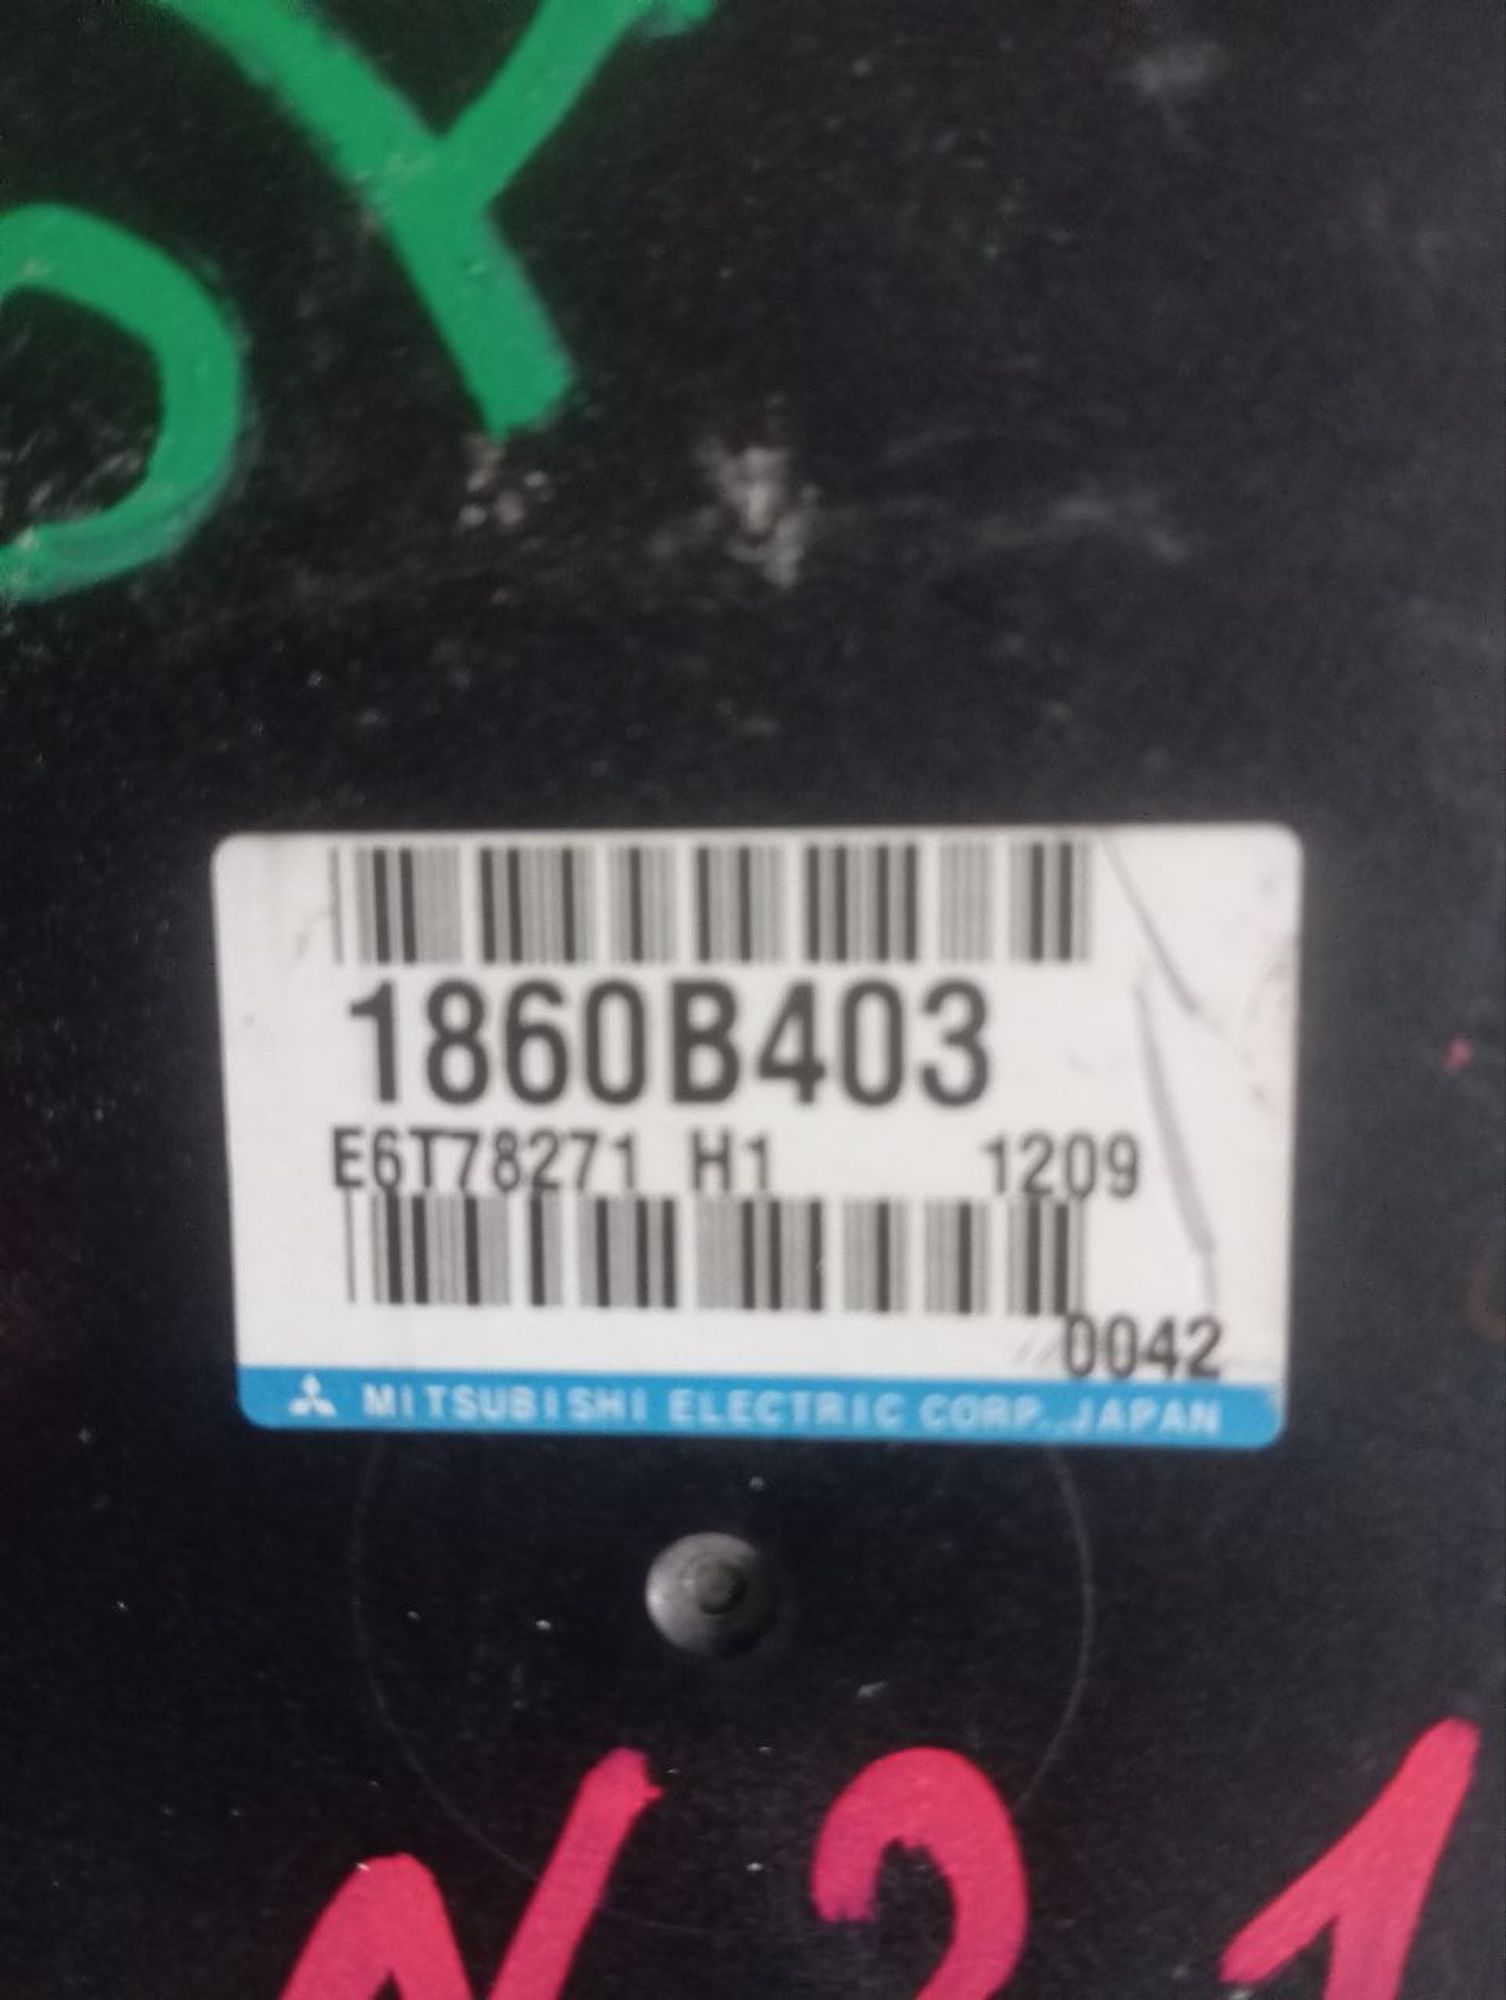 1860B403
E6T78271 H1 1209
0042
MITSUBISHI ELECTRIC CORP. JAPAN